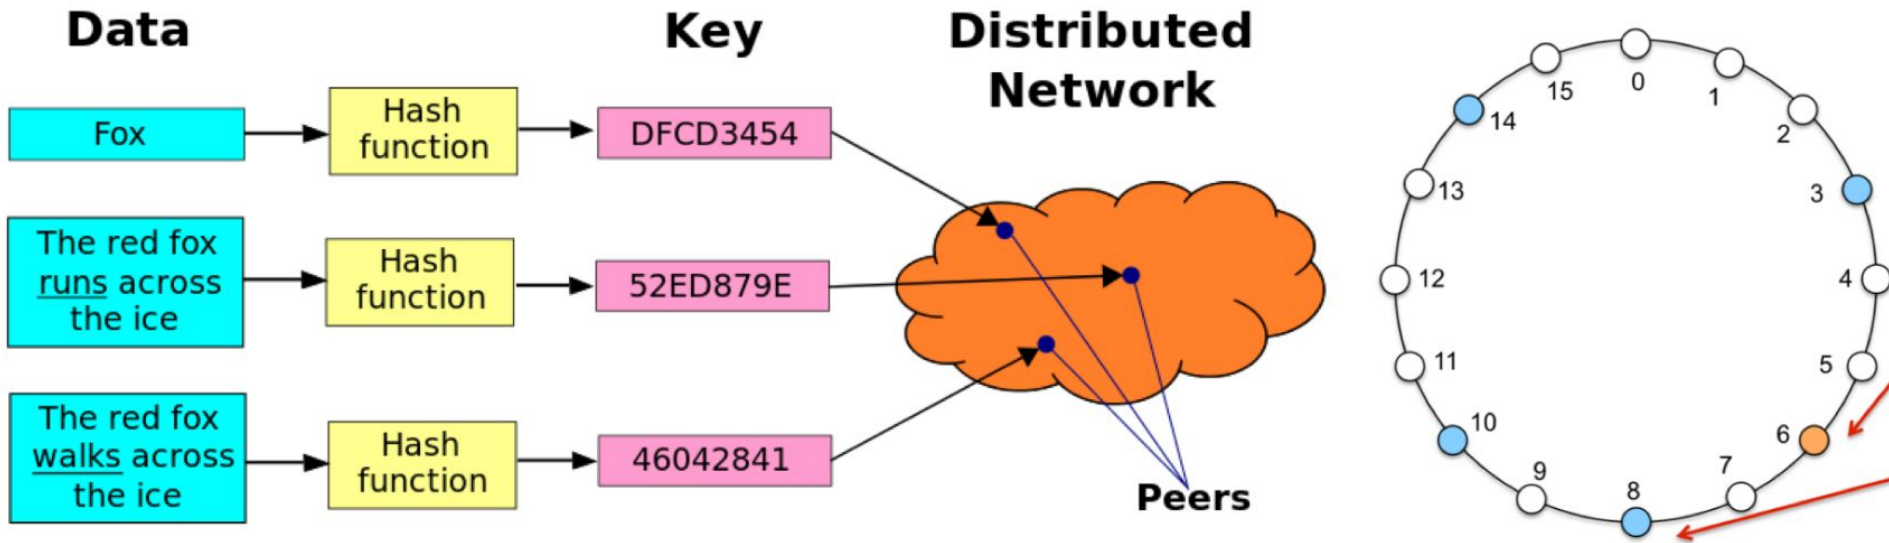 Data
Key
Distributed
Network
Fox
Hash
function
DFCD3454
The red fox
runs across
the ice
Hash
function
52ED879E
The red fox
walks across
the ice
Hash
function
46042841
Peers
0
1
2
3
4
5
6
7
8
9
10
11
12
13
14
15